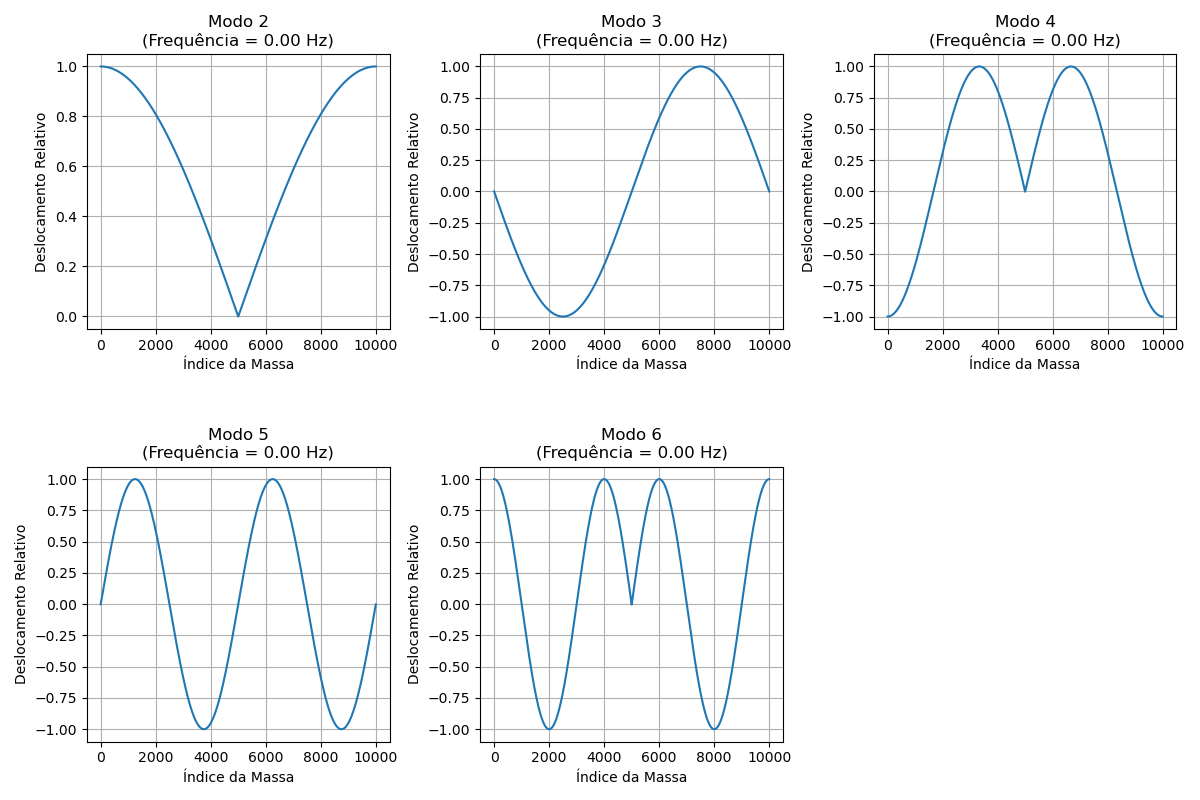 Modo 2
(Frequência = 0.00 Hz)
1.0
0.8
0.6
0.4
0.2
0.0
Deslocamento Relativo
0 2000 4000 6000 8000 10000
Índice da Massa
Modo 3
(Frequência = 0.00 Hz)
1.00
0.75
0.50
0.25
0.00
−0.25
−0.50
−0.75
−1.00
Deslocamento Relativo
0 2000 4000 6000 8000 10000
Índice da Massa
Modo 4
(Frequência = 0.00 Hz)
1.00
0.75
0.50
0.25
0.00
−0.25
−0.50
−0.75
−1.00
Deslocamento Relativo
0 2000 4000 6000 8000 10000
Índice da Massa
Modo 5
(Frequência = 0.00 Hz)
1.00
0.75
0.50
0.25
0.00
−0.25
−0.50
−0.75
−1.00
Deslocamento Relativo
0 2000 4000 6000 8000 10000
Índice da Massa
Modo 6
(Frequência = 0.00 Hz)
1.00
0.75
0.50
0.25
0.00
−0.25
−0.50
−0.75
−1.00
Deslocamento Relativo
0 2000 4000 6000 8000 10000
Índice da Massa